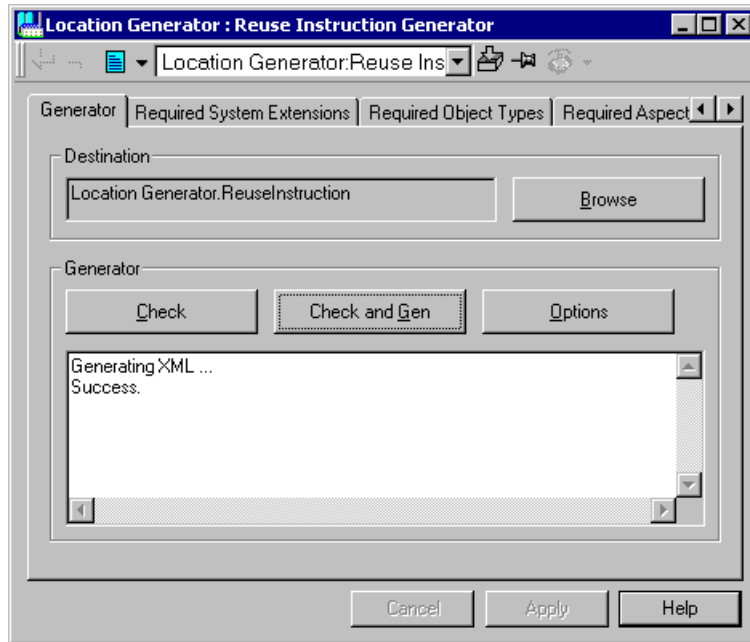 Location Generator : Reuse Instruction Generator
Location Generator:Reuse Ins
Generator Required System Extensions Required Object Types Required Aspect
Destination
Location Generator.ReuseInstruction Browse
Generator
Check Check and Gen Options
Generating XML ...
Success.
Cancel Apply Help